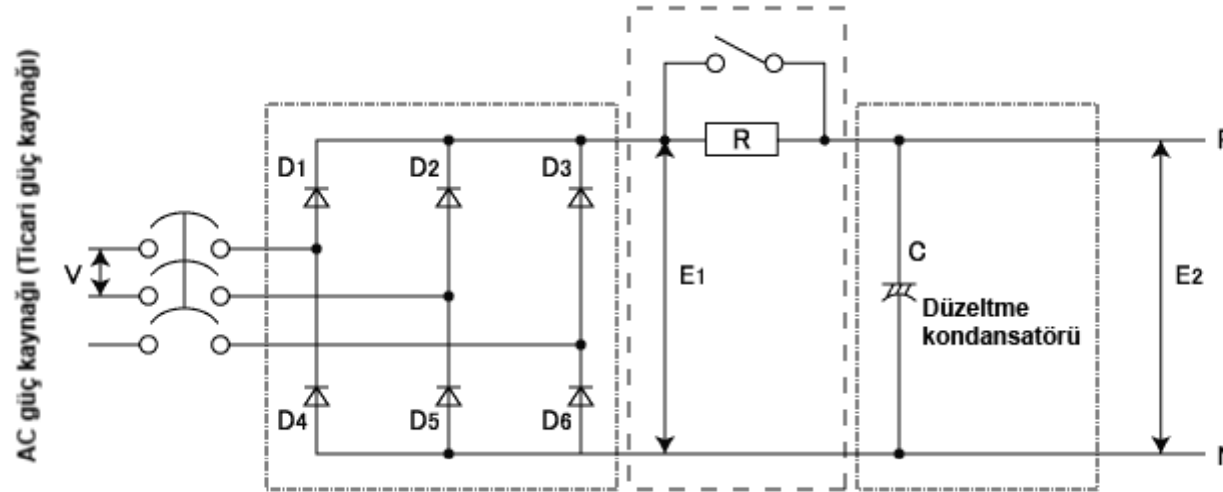 AC güç kaynağı (Ticari güç kaynağı)
V
D1
D2
D3
D4
D5
D6
R
E1
C
Düzeltme
kondansatörü
E2